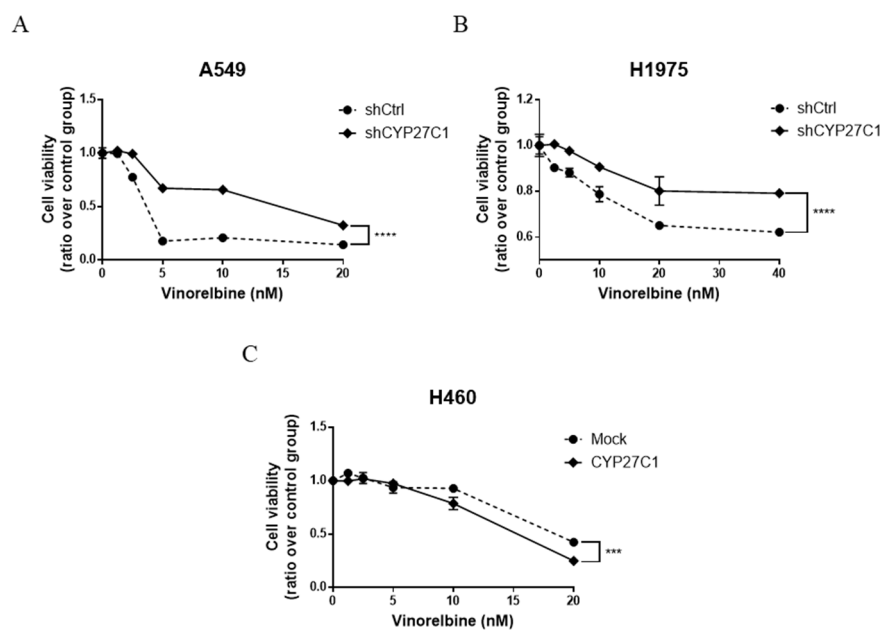 A
A549
Cell viability
(ratio over control group)
1.5
1.0
0.5
0.0
0
5
10
15
20
Vinorelbine (nM)
shCtrl
shCYP27C1
****
B
H1975
Cell viability
(ratio over control group)
1.2
1.0
0.8
0.6
0
10
20
30
40
Vinorelbine (nM)
shCtrl
shCYP27C1
****
C
H460
Cell viability
(ratio over control group)
1.5
1.0
0.5
0.0
0
5
10
15
20
Vinorelbine (nM)
Mock
CYP27C1
***